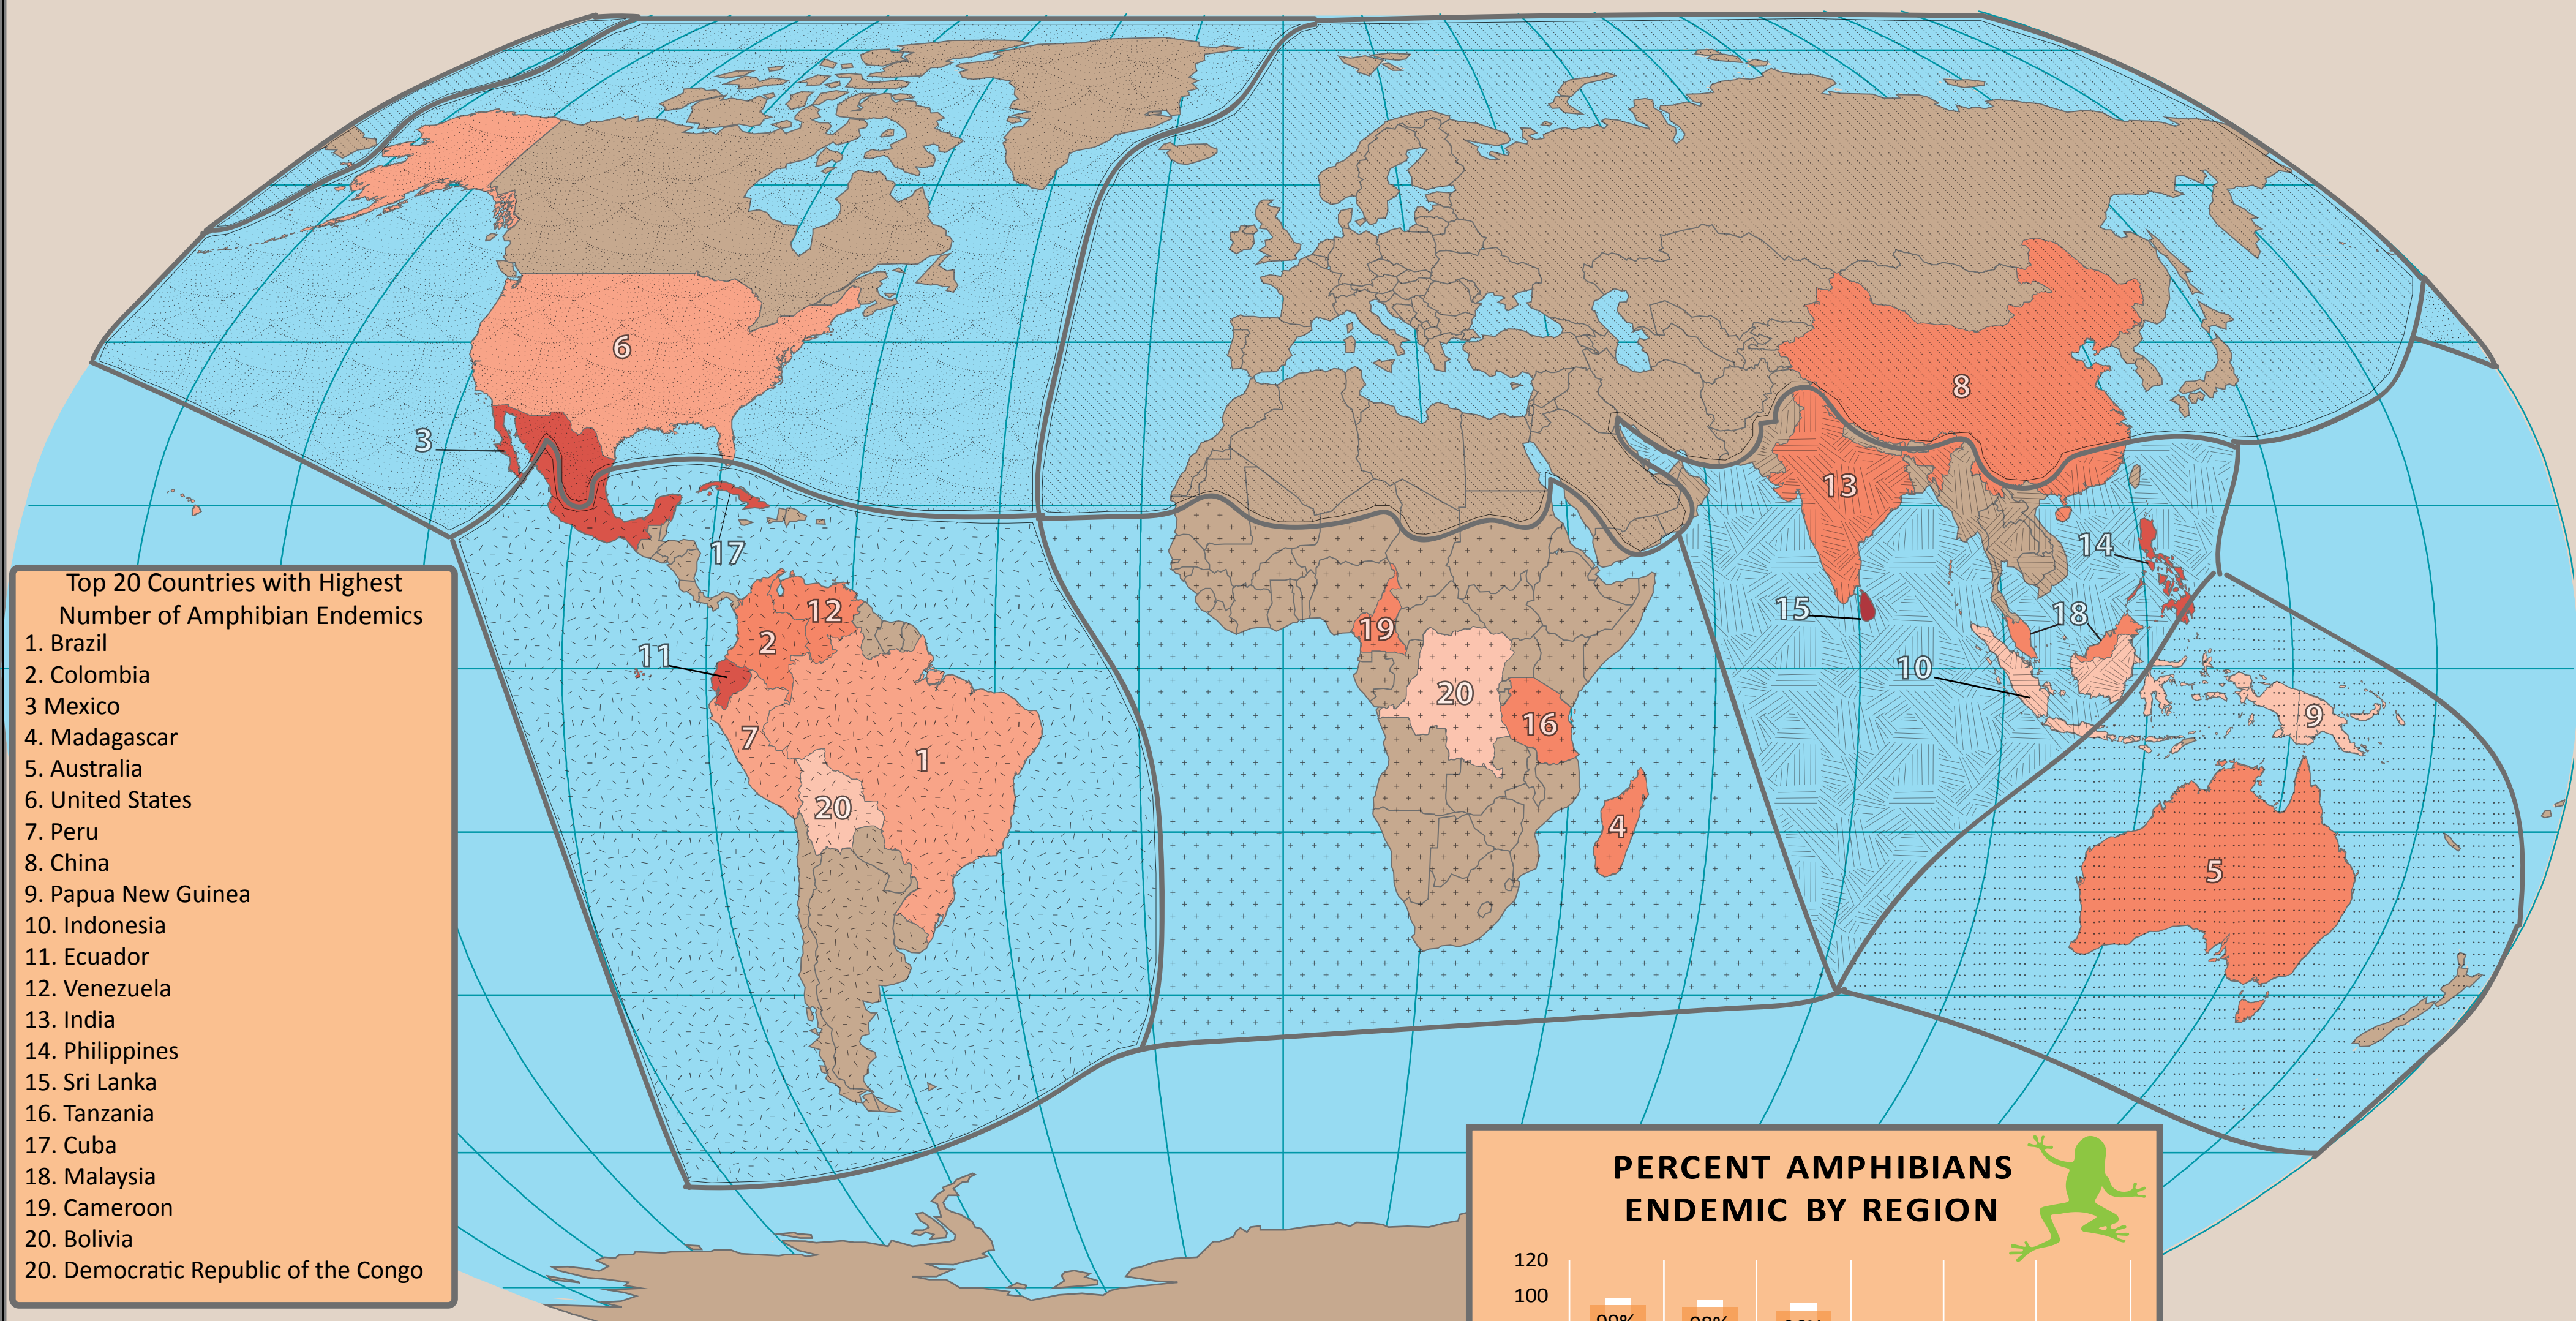 6
3
8
13
17
14
12
15
18
2
19
11
10
20
9
16
7
1
20
4
5
Top 20 Countries with Highest
Number of Amphibian Endemics
1. Brazil
2. Colombia
3 Mexico
4. Madagascar
5. Australia
6. United States
7. Peru
8. China
9. Papua New Guinea
10. Indonesia
11. Ecuador
12. Venezuela
13. India
14. Philippines
15. Sri Lanka
16. Tanzania
17. Cuba
18. Malaysia
19. Cameroon
20. Bolivia
20. Democratic Republic of the Congo
PERCENT AMPHIBIANS
ENDEMIC BY REGION
120
100
99%
98%